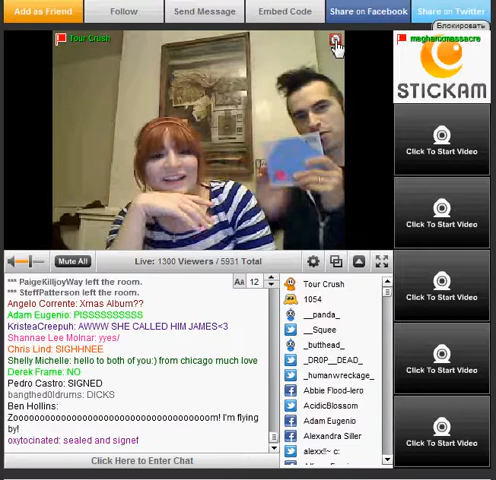 Add as Friend
Follow
Send Message
Embed Code
Share on Facebook
Share on Twitter
Блокировать
Tour Crush
meghanxmassacre
STICKAM
Click To Start Video
Click To Start Video
Click To Start Video
Click To Start Video
Click To Start Video
Mute All
Live: 1300 Viewers / 5931 Total
*** PaigeKilljoyWay left the room.
*** SteffPatterson left the room.
Angelo Corrente: Xmas Album??
Adam Eugenio: PISSSSSSSSSS
KristeaCreepuh: AWWW SHE CALLED HIM JAMES<3
Shannae Lee Molnar: yyes/
Chris Lind: SIGHHNEE
Shelly Michelle: hello to both of you:) from chicago much love
Derek Frame: NO
Pedro Castro: SIGNED
bangthed0ldrums: DICKS
Ben Hollins:
I'm flying
by!
oxytocinated: sealed and signef
Click Here to Enter Chat
AA 12
Tour Crush
1054
__panda_
__Squee
_butthead_
_DR0P__DEAD_
_humanwreckage_
Abbie Flood-lero
AcidicBlossom
Adam Eugenio
Alexandra Siller
alexx!!~ c: